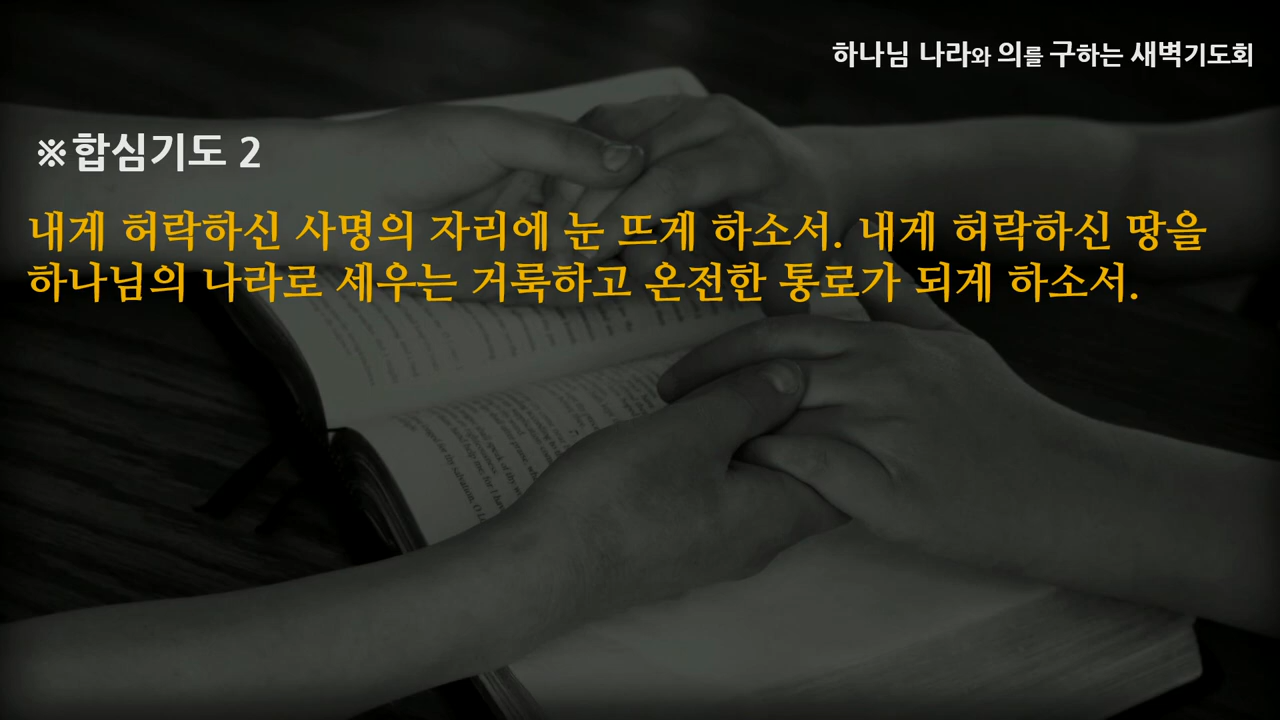 하나님 나라와 의를 구하는 새벽기도회
※합심기도 2
내게 허락하신 사명의 자리에 눈 뜨게 하소서. 내게 허락하신 땅을
하나님의 나라로 세우는 거룩하고 온전한 통로가 되게 하소서.